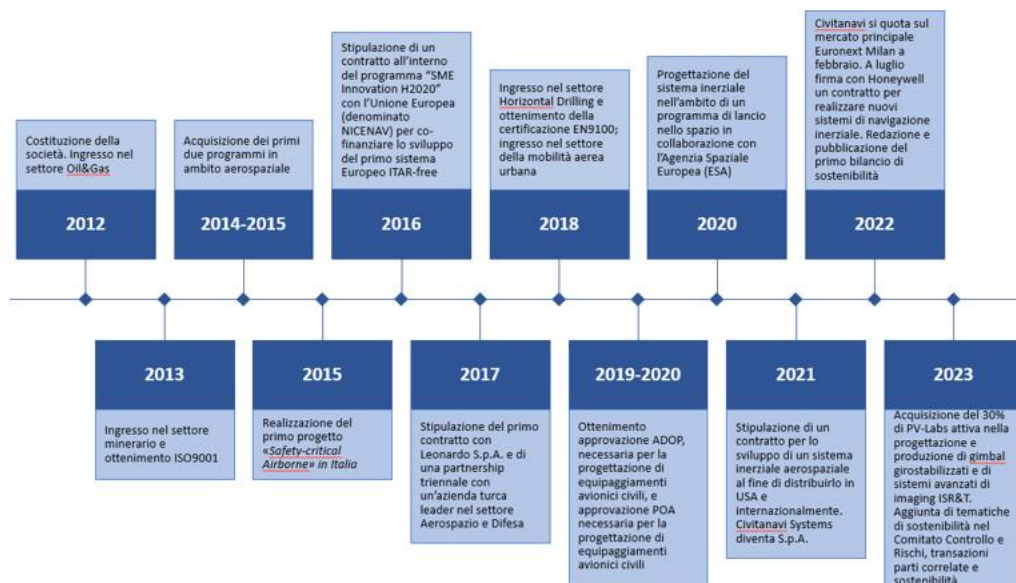 Costituzione della
società. Ingresso nel
settore Oil&Gas
2012
Acquisizione dei primi
due programmi in
ambito aerospaziale
2014-2015
Stipulazione di un
contratto all'interno
del programma "SME
Innovation H2020"
con l'Unione Europea
(denominato
NICENAV) per co-
finanziare lo sviluppo
del primo sistema
Europeo ITAR-free
2016
Ingresso nel settore
Horizontal Drilling e
ottenimento della
certificazione EN9100;
ingresso nel settore
della mobilità aerea
urbana
2018
Progettazione del
sistema inerziale
nell'ambito di un
programma di lancio
nello spazio in
collaborazione con
l'Agenzia Spaziale
Europea (ESA)
2020
Civitanavi si quota sul
mercato principale
Euronext Milan a
febbraio. A luglio
firma con Honeywell
un contratto per
realizzare nuovi
sistemi di navigazione
inerziale. Redazione e
pubblicazione del
primo bilancio di
sostenibilità
2022
2013
Ingresso nel settore
minerario e
ottenimento ISO9001
2015
Realizzazione del
primo progetto
«Safety-critical
Airborne» in Italia
2017
Stipulazione del primo
contratto con
Leonardo S.p.A. e di
una partnership
triennale con
un'azienda turca
leader nel settore
Aerospazio e Difesa
2019-2020
Ottenimento
approvazione ADOP,
necessaria per la
progettazione di
equipaggiamenti
avionici civili, e
approvazione POA
necessaria per la
progettazione di
equipaggiamenti
avionici civili
2021
Stipulazione di un
contratto per lo
sviluppo di un sistema
inerziale aerospaziale
al fine di distribuirlo in
USA e
internazionalmente.
Civitanavi Systems
diventa S.p.A.
2023
Acquisizione del 30%
di PV-Labs attiva nella
progettazione e
produzione di gimbal
girostabilizzati e di
sistemi avanzati di
imaging ISR&T.
Aggiunta di tematiche
di sostenibilità nel
Comitato Controllo e
Rischi, transazioni
parti correlate e
sostenibilità